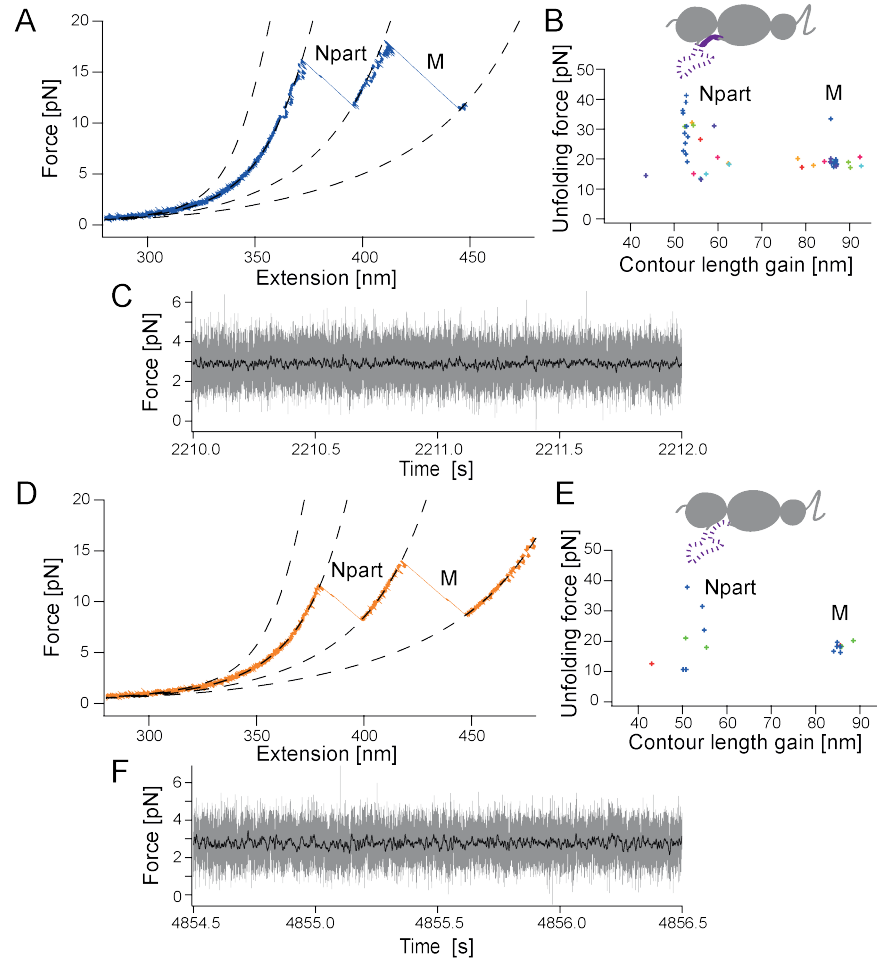 A
Force [pN]
20
15
10
5
0
Npart
M
300
350
400
450
Extension [nm]
B
Unfolding force [pN]
50
40
30
20
10
0
Npart
M
40
50
60
70
80
90
Contour length gain [nm]
C
Force [pN]
6
4
2
0
2210.0
2210.5
2211.0
2211.5
2212.0
Time [s]
D
Force [pN]
20
15
10
5
0
Npart
M
300
350
400
450
Extension [nm]
E
Unfolding force [pN]
50
40
30
20
10
0
Npart
M
40
50
60
70
80
90
Contour length gain [nm]
F
Force [pN]
6
4
2
0
4854.5
4855.0
4855.5
4856.0
4856.5
Time [s]